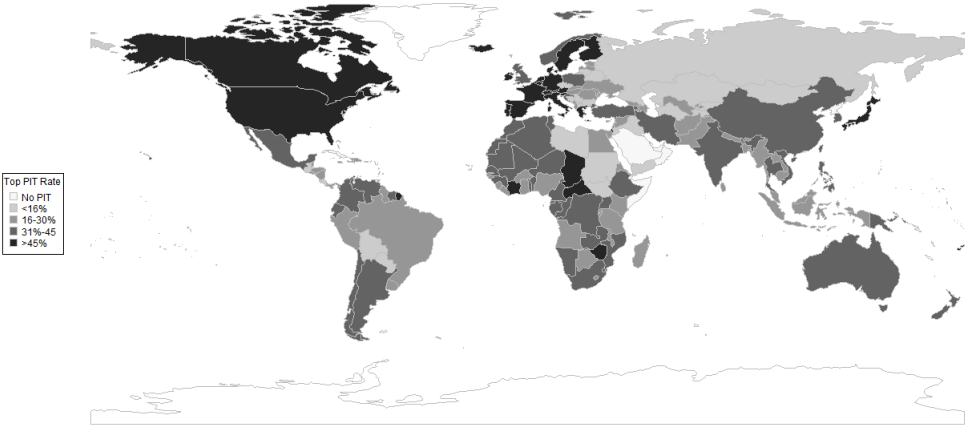 Top PIT Rate
No PIT
<16%
16-30%
31%-45
>45%